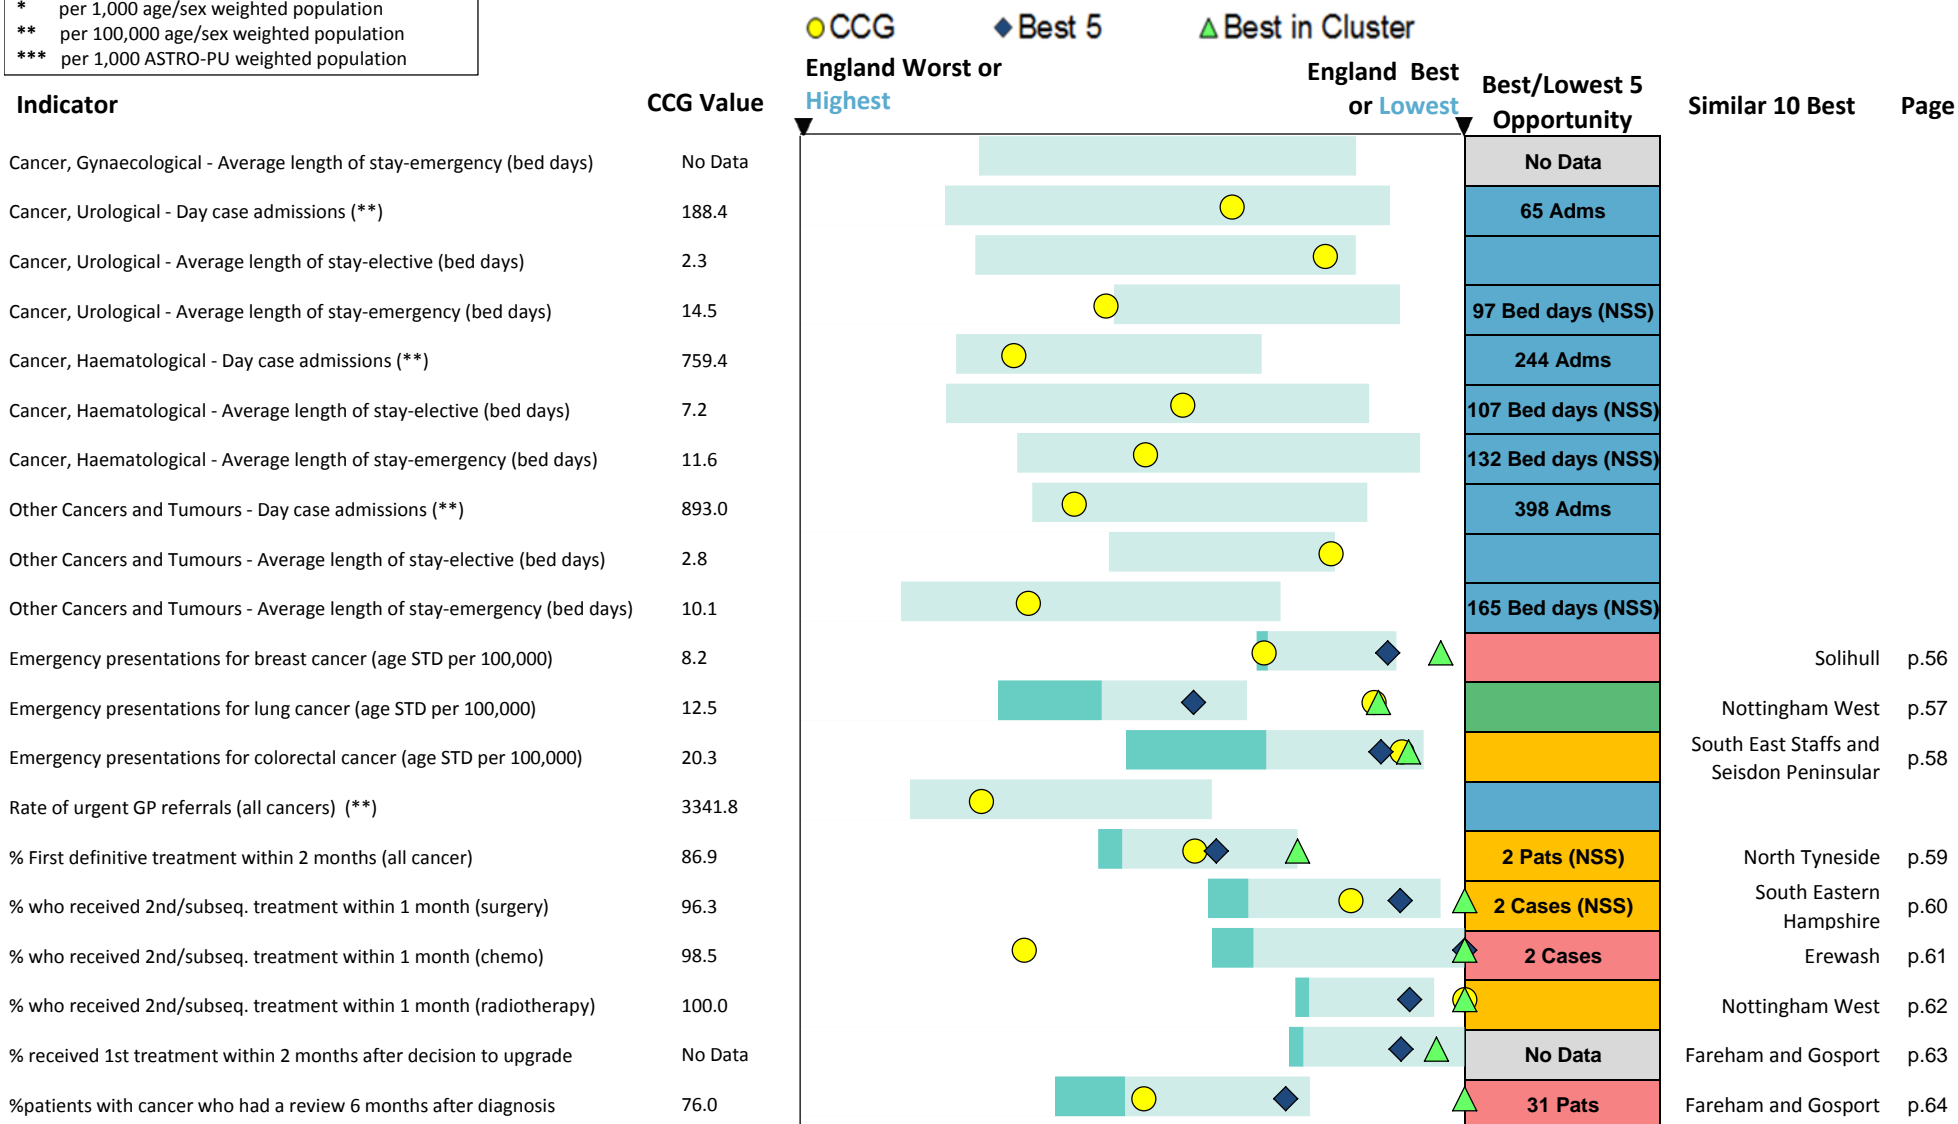 * per 1,000 age/sex weighted population
** per 100,000 age/sex weighted population
*** per 1,000 ASTRO-PU weighted population
CCG Best 5 Best in Cluster
England Worst or
Highest
England Best
or Lowest
Indicator CCG Value Best/Lowest 5 Opportunity Similar 10 Best Page
Cancer, Gynaecological - Average length of stay-emergency (bed days) No Data No Data
Cancer, Urological - Day case admissions (**) 188.4 65 Adms
Cancer, Urological - Average length of stay-elective (bed days) 2.3
Cancer, Urological - Average length of stay-emergency (bed days) 14.5 97 Bed days (NSS)
Cancer, Haematological - Day case admissions (**) 759.4 244 Adms
Cancer, Haematological - Average length of stay-elective (bed days) 7.2 107 Bed days (NSS)
Cancer, Haematological - Average length of stay-emergency (bed days) 11.6 132 Bed days (NSS)
Other Cancers and Tumours - Day case admissions (**) 893.0 398 Adms
Other Cancers and Tumours - Average length of stay-elective (bed days) 2.8
Other Cancers and Tumours - Average length of stay-emergency (bed days) 10.1 165 Bed days (NSS)
Emergency presentations for breast cancer (age STD per 100,000) 8.2 Solihull p.56
Emergency presentations for lung cancer (age STD per 100,000) 12.5 Nottingham West p.57
Emergency presentations for colorectal cancer (age STD per 100,000) 20.3 South East Staffs and Seisdon Peninsular p.58
Rate of urgent GP referrals (all cancers) (**) 3341.8
% First definitive treatment within 2 months (all cancer) 86.9 2 Pats (NSS) North Tyneside p.59
% who received 2nd/subseq. treatment within 1 month (surgery) 96.3 2 Cases (NSS) South Eastern Hampshire p.60
% who received 2nd/subseq. treatment within 1 month (chemo) 98.5 2 Cases Erewash p.61
% who received 2nd/subseq. treatment within 1 month (radiotherapy) 100.0 Nottingham West p.62
% received 1st treatment within 2 months after decision to upgrade No Data No Data Fareham and Gosport p.63
%patients with cancer who had a review 6 months after diagnosis 76.0 31 Pats Fareham and Gosport p.64